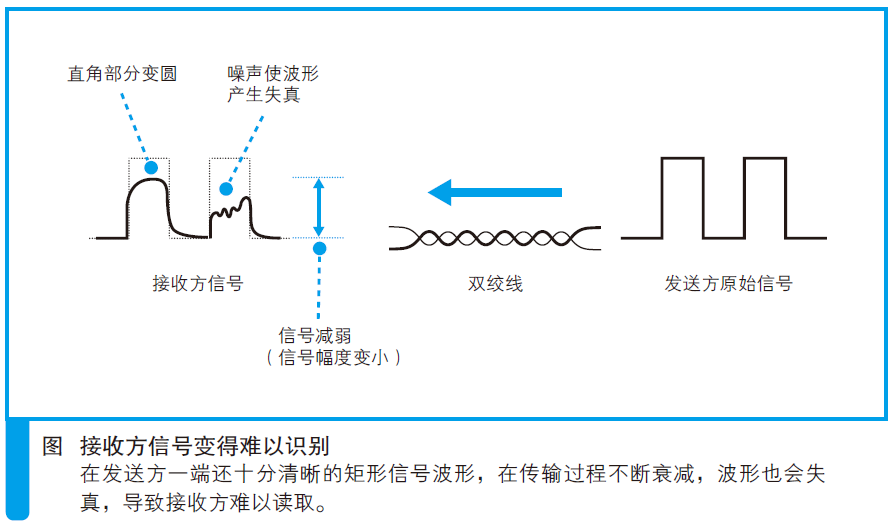 直角部分变圆
噪声使波形
产生失真
接收方信号
双绞线
发送方原始信号
信号减弱
（信号幅度变小）
图 接收方信号变得难以识别
在发送方一端还十分清晰的矩形信号波形，在传输过程不断衰减，波形也会失
真，导致接收方难以读取。